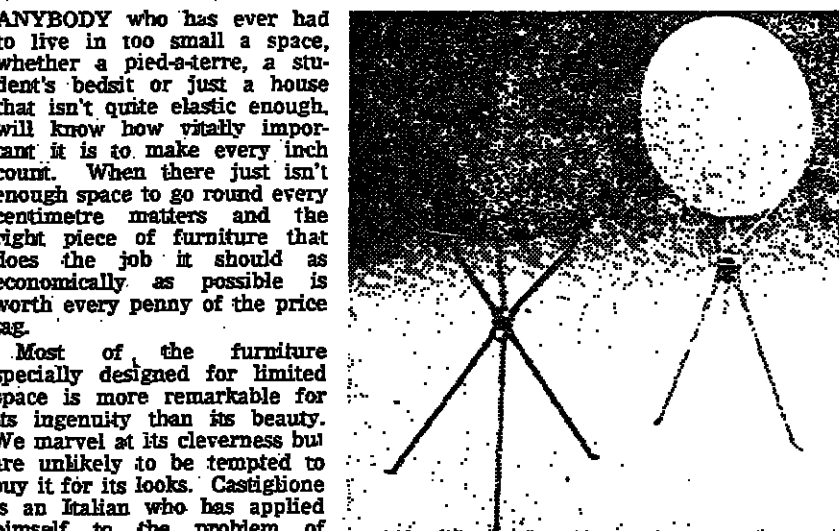 ANYBODY who has ever had
to live in too small a space,
whether a pied-a-terre, a stu-
dent's bedsit or just a house
that isn't quite elastic enough,
will know how vitally impor-
tant it is to make every inch
count. When there just isn't
enough space to go round every
centimetre matters and the
right piece of furniture that
does the job it should as
economically as possible is
worth every penny of the price
tag.
Most of the furniture
specially designed for limited
space is more remarkable for
its ingenuity than its beauty.
We marvel at its cleverness but
are unlikely to be tempted to
buy it for its looks. Castiglione
is an Italian who has applied
himself to the problem of